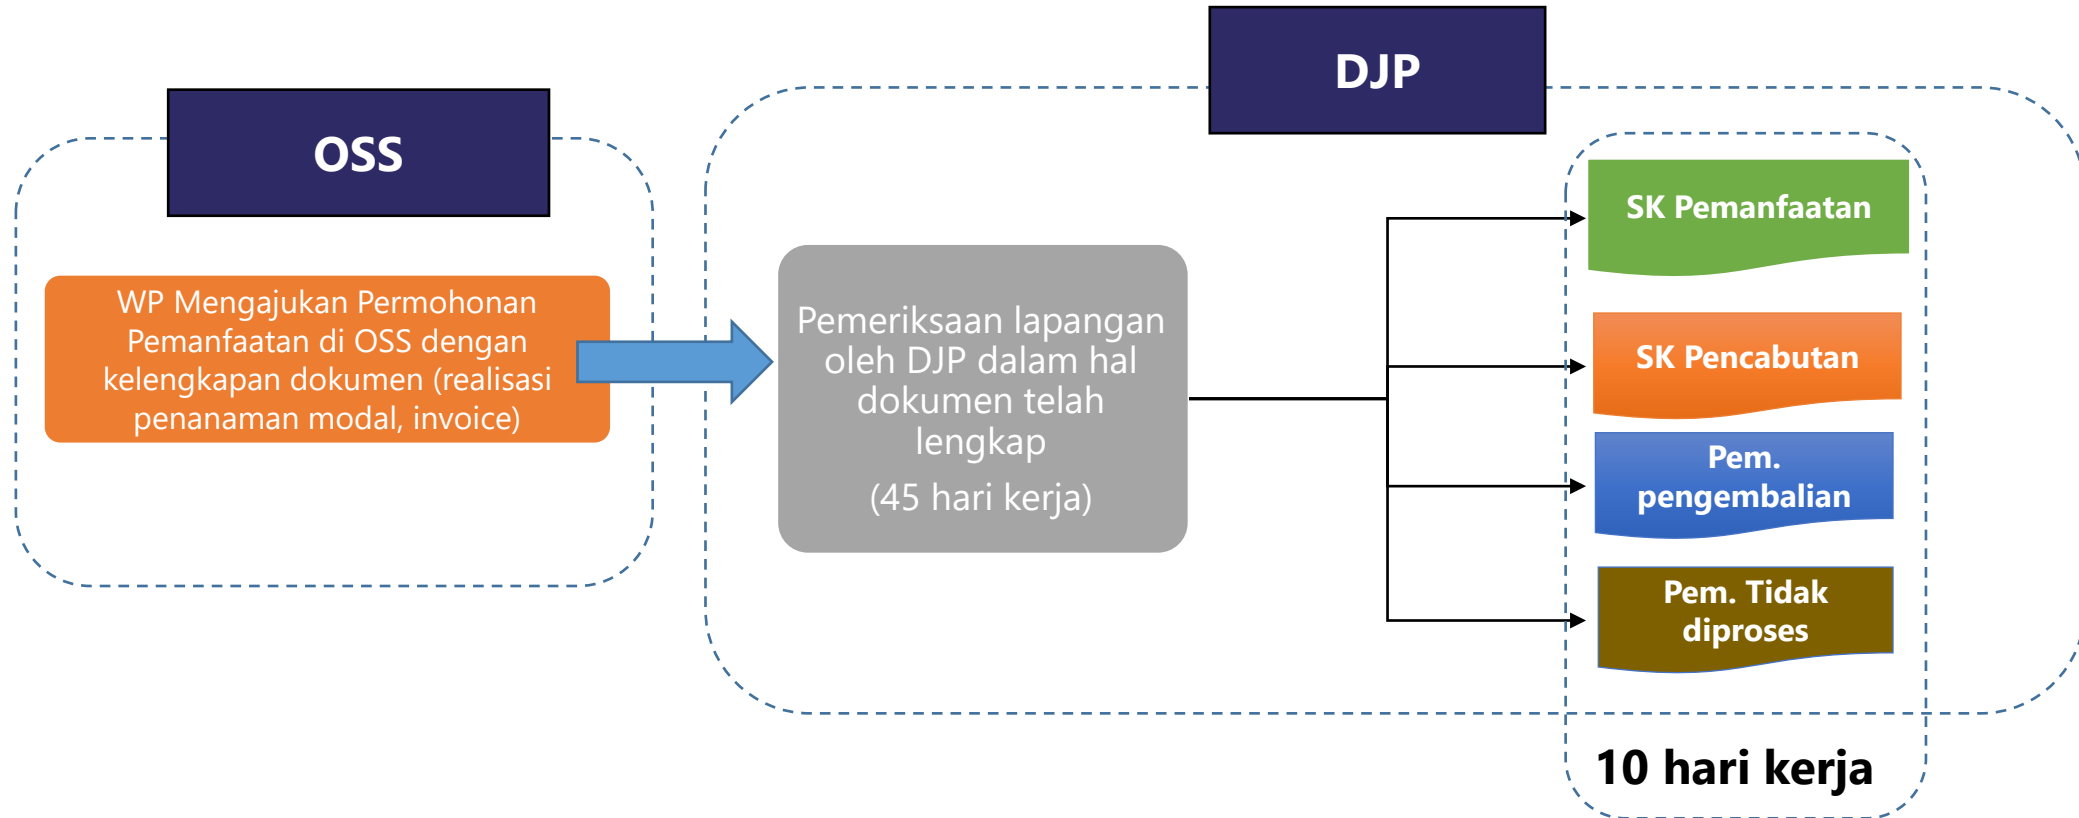 OSS
WP Mengajukan Permohonan
Pemanfaatan di OSS dengan
kelengkapan dokumen (realisasi
penanaman modal, invoice)
DJP
Pemeriksaan lapangan
oleh DJP dalam hal
dokumen telah
lengkap
(45 hari kerja)
SK Pemanfaatan
SK Pencabutan
Pem.
pengembalian
Pem. Tidak
diproses
10 hari kerja